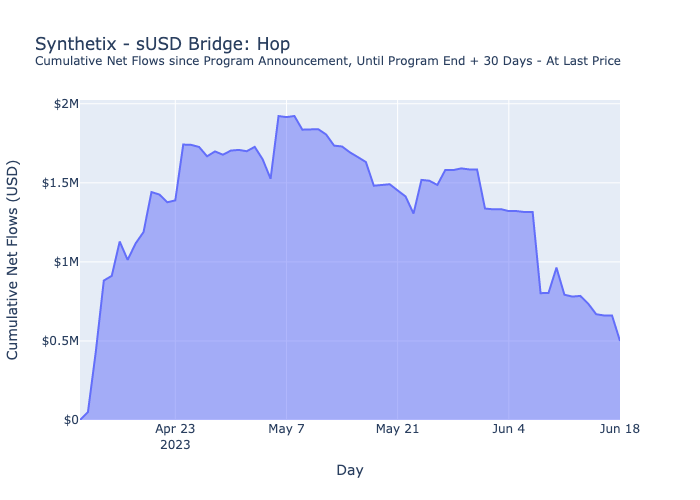 Synthetix - sUSD Bridge: Hop
Cumulative Net Flows since Program Announcement, Until Program End + 30 Days - At Last Price
Cumulative Net Flows (USD)
$2M
$1.5M
$1M
$0.5M
$0
Apr 23
2023
May 7
May 21
Jun 4
Jun 18
Day